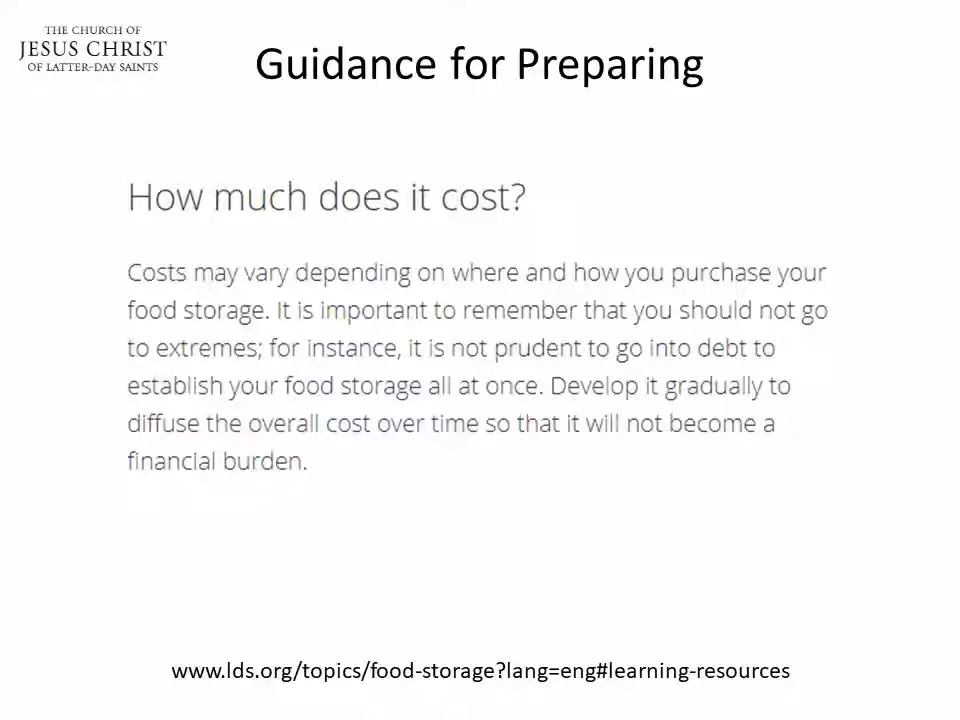 THE CHURCH OF
JESUS CHRIST
OF LATTER-DAY SAINTS
Guidance for Preparing
How much does it cost?
Costs may vary depending on where and how you purchase your
food storage. It is important to remember that you should not go
to extremes; for instance, it is not prudent to go into debt to
establish your food storage all at once. Develop it gradually to
diffuse the overall cost over time so that it will not become a
financial burden.
www.lds.org/topics/food-storage?lang=eng#learning-resources